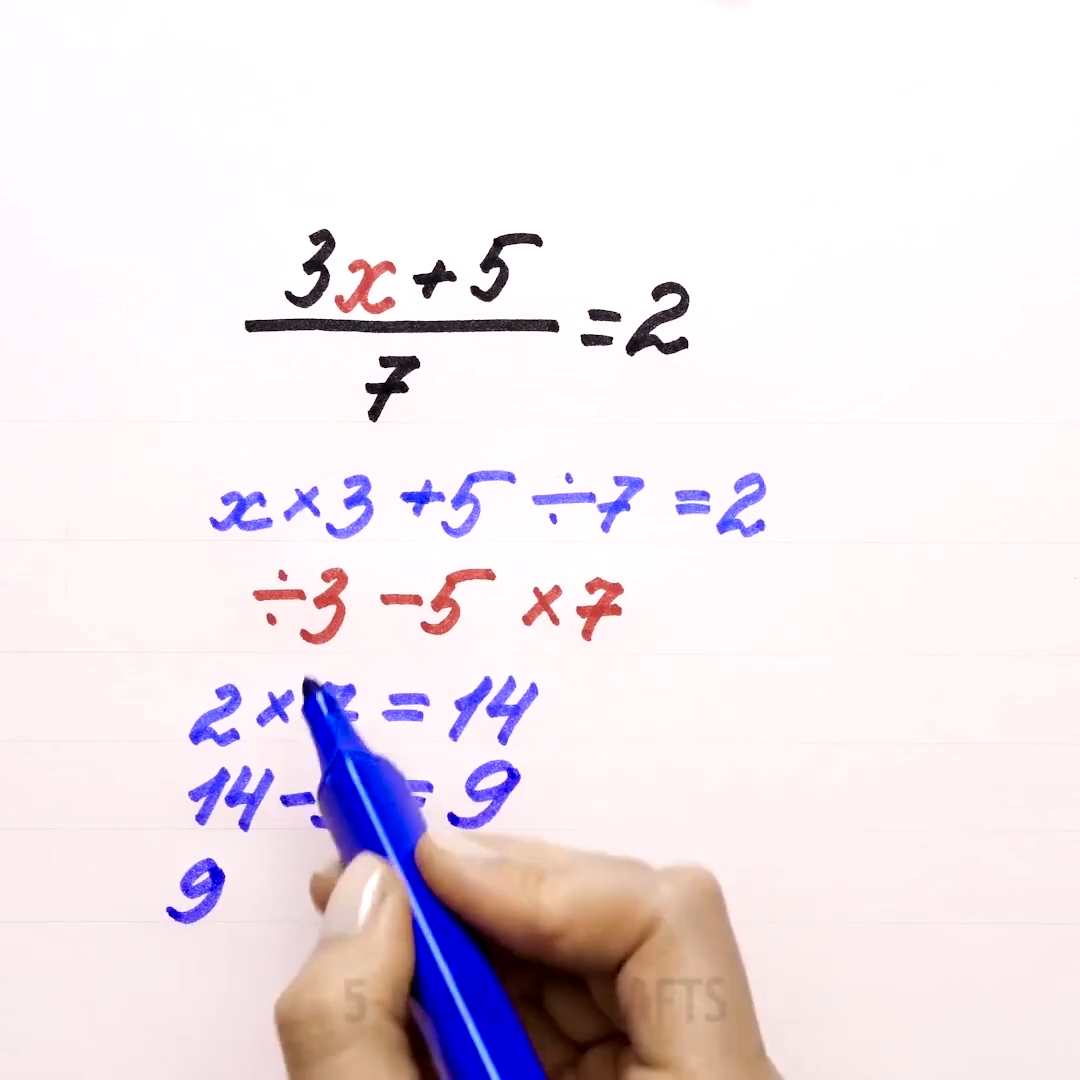 3x+5
7
=2
x×3 +5 ÷7 =2
÷3 -5 ×7
2× = 14
14- = 9
9